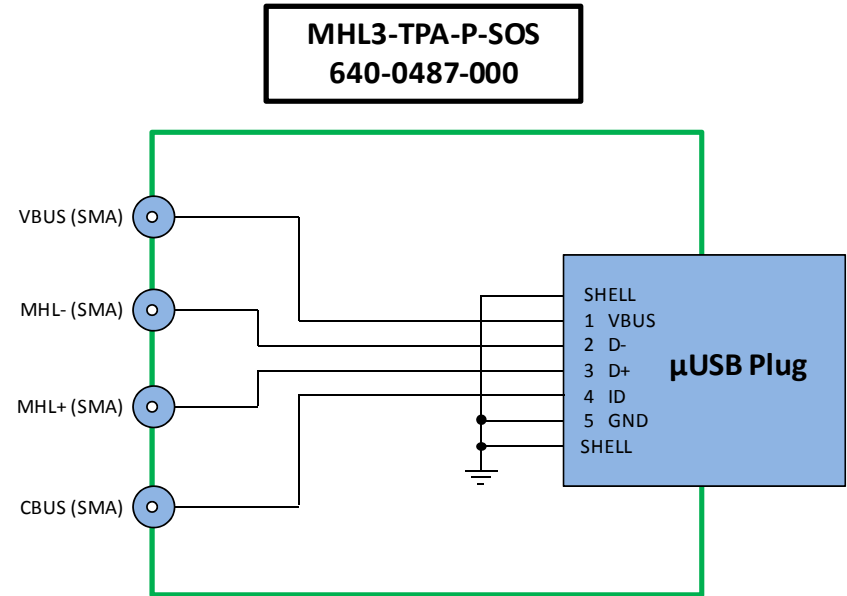 MHL3-TPA-P-SOS
640-0487-000
VBUS (SMA)
MHL- (SMA)
MHL+ (SMA)
CBUS (SMA)
SHELL
1 VBUS
2 D-
3 D+
4 ID
5 GND
SHELL
µUSB Plug